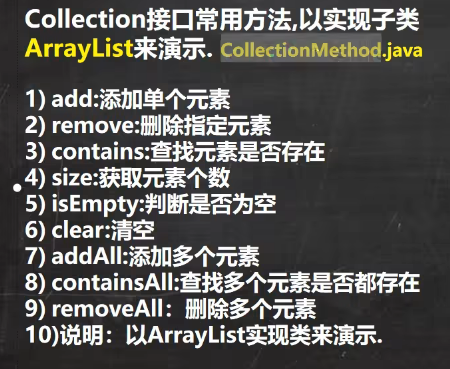 Collection接口常用方法,以实现子类
ArrayList来演示. CollectionMethod.java
1) add:添加单个元素
2) remove:删除指定元素
3) contains:查找元素是否存在
4) size:获取元素个数
5) isEmpty:判断是否为空
6) clear:清空
7) addAll:添加多个元素
8) containsAll:查找多个元素是否都存在
9) removeAll：删除多个元素
10)说明：以ArrayList实现类来演示.